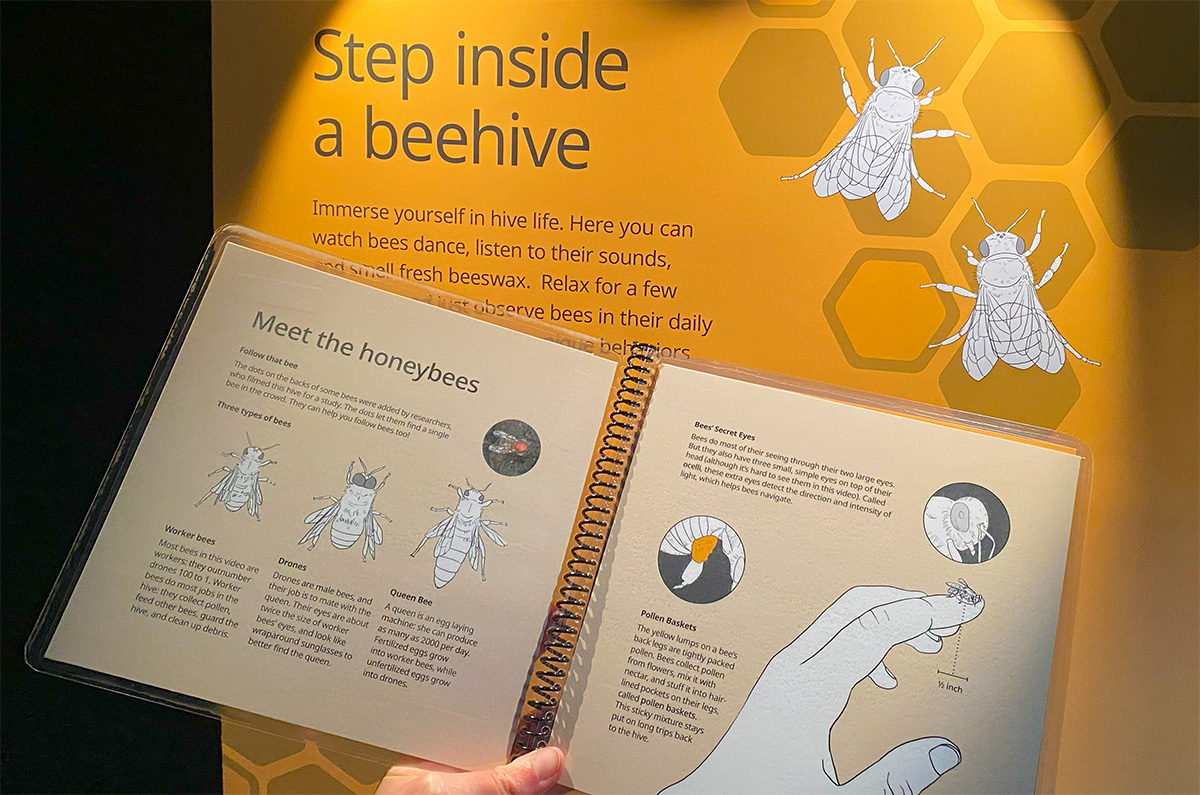 Step inside
a beehive
Immerse yourself in hive life. Here you can
watch bees dance, listen to their sounds,
and smell fresh beeswax. Relax for a few
just observe bees in their daily
behaviors
Meet the honeybees
Follow that bee
The dots on the backs of some bees were added by researchers,
who filmed this hive for a study. The dots let them find a single
bee in the crowd. They can help you follow bees too!
Three types of bees
Worker bees
Most bees in this video are
workers: they outnumber
drones 100 to 1. Worker
bees do most jobs in the
hive: they collect pollen,
feed other bees, guard the
hive, and clean up debris.
Drones
Drones are male bees, and
their job is to mate with the
queen. Their eyes are about
twice the size of worker
bees' eyes, and look like
wraparound sunglasses to
better find the queen.
Queen Bee
A queen is an egg laying
machine: she can produce
as many as 2000 per day.
Fertilized eggs grow
into worker bees, while
unfertilized eggs grow
into drones.
Bees' Secret Eyes
Bees do most of their seeing through their two large eyes.
But they also have three small, simple eyes on top of their
head (although it's hard to see them in this video). Called
ocelli, these extra eyes detect the direction and intensity of
light, which helps bees navigate.
Pollen Baskets
The yellow lumps on a bee's
back legs are tightly packed
pollen. Bees collect pollen
from flowers, mix it with
nectar, and stuff it into hair-
lined pockets on their legs,
called pollen baskets.
This sticky mixture stays
put on long trips back
to the hive.
½ inch